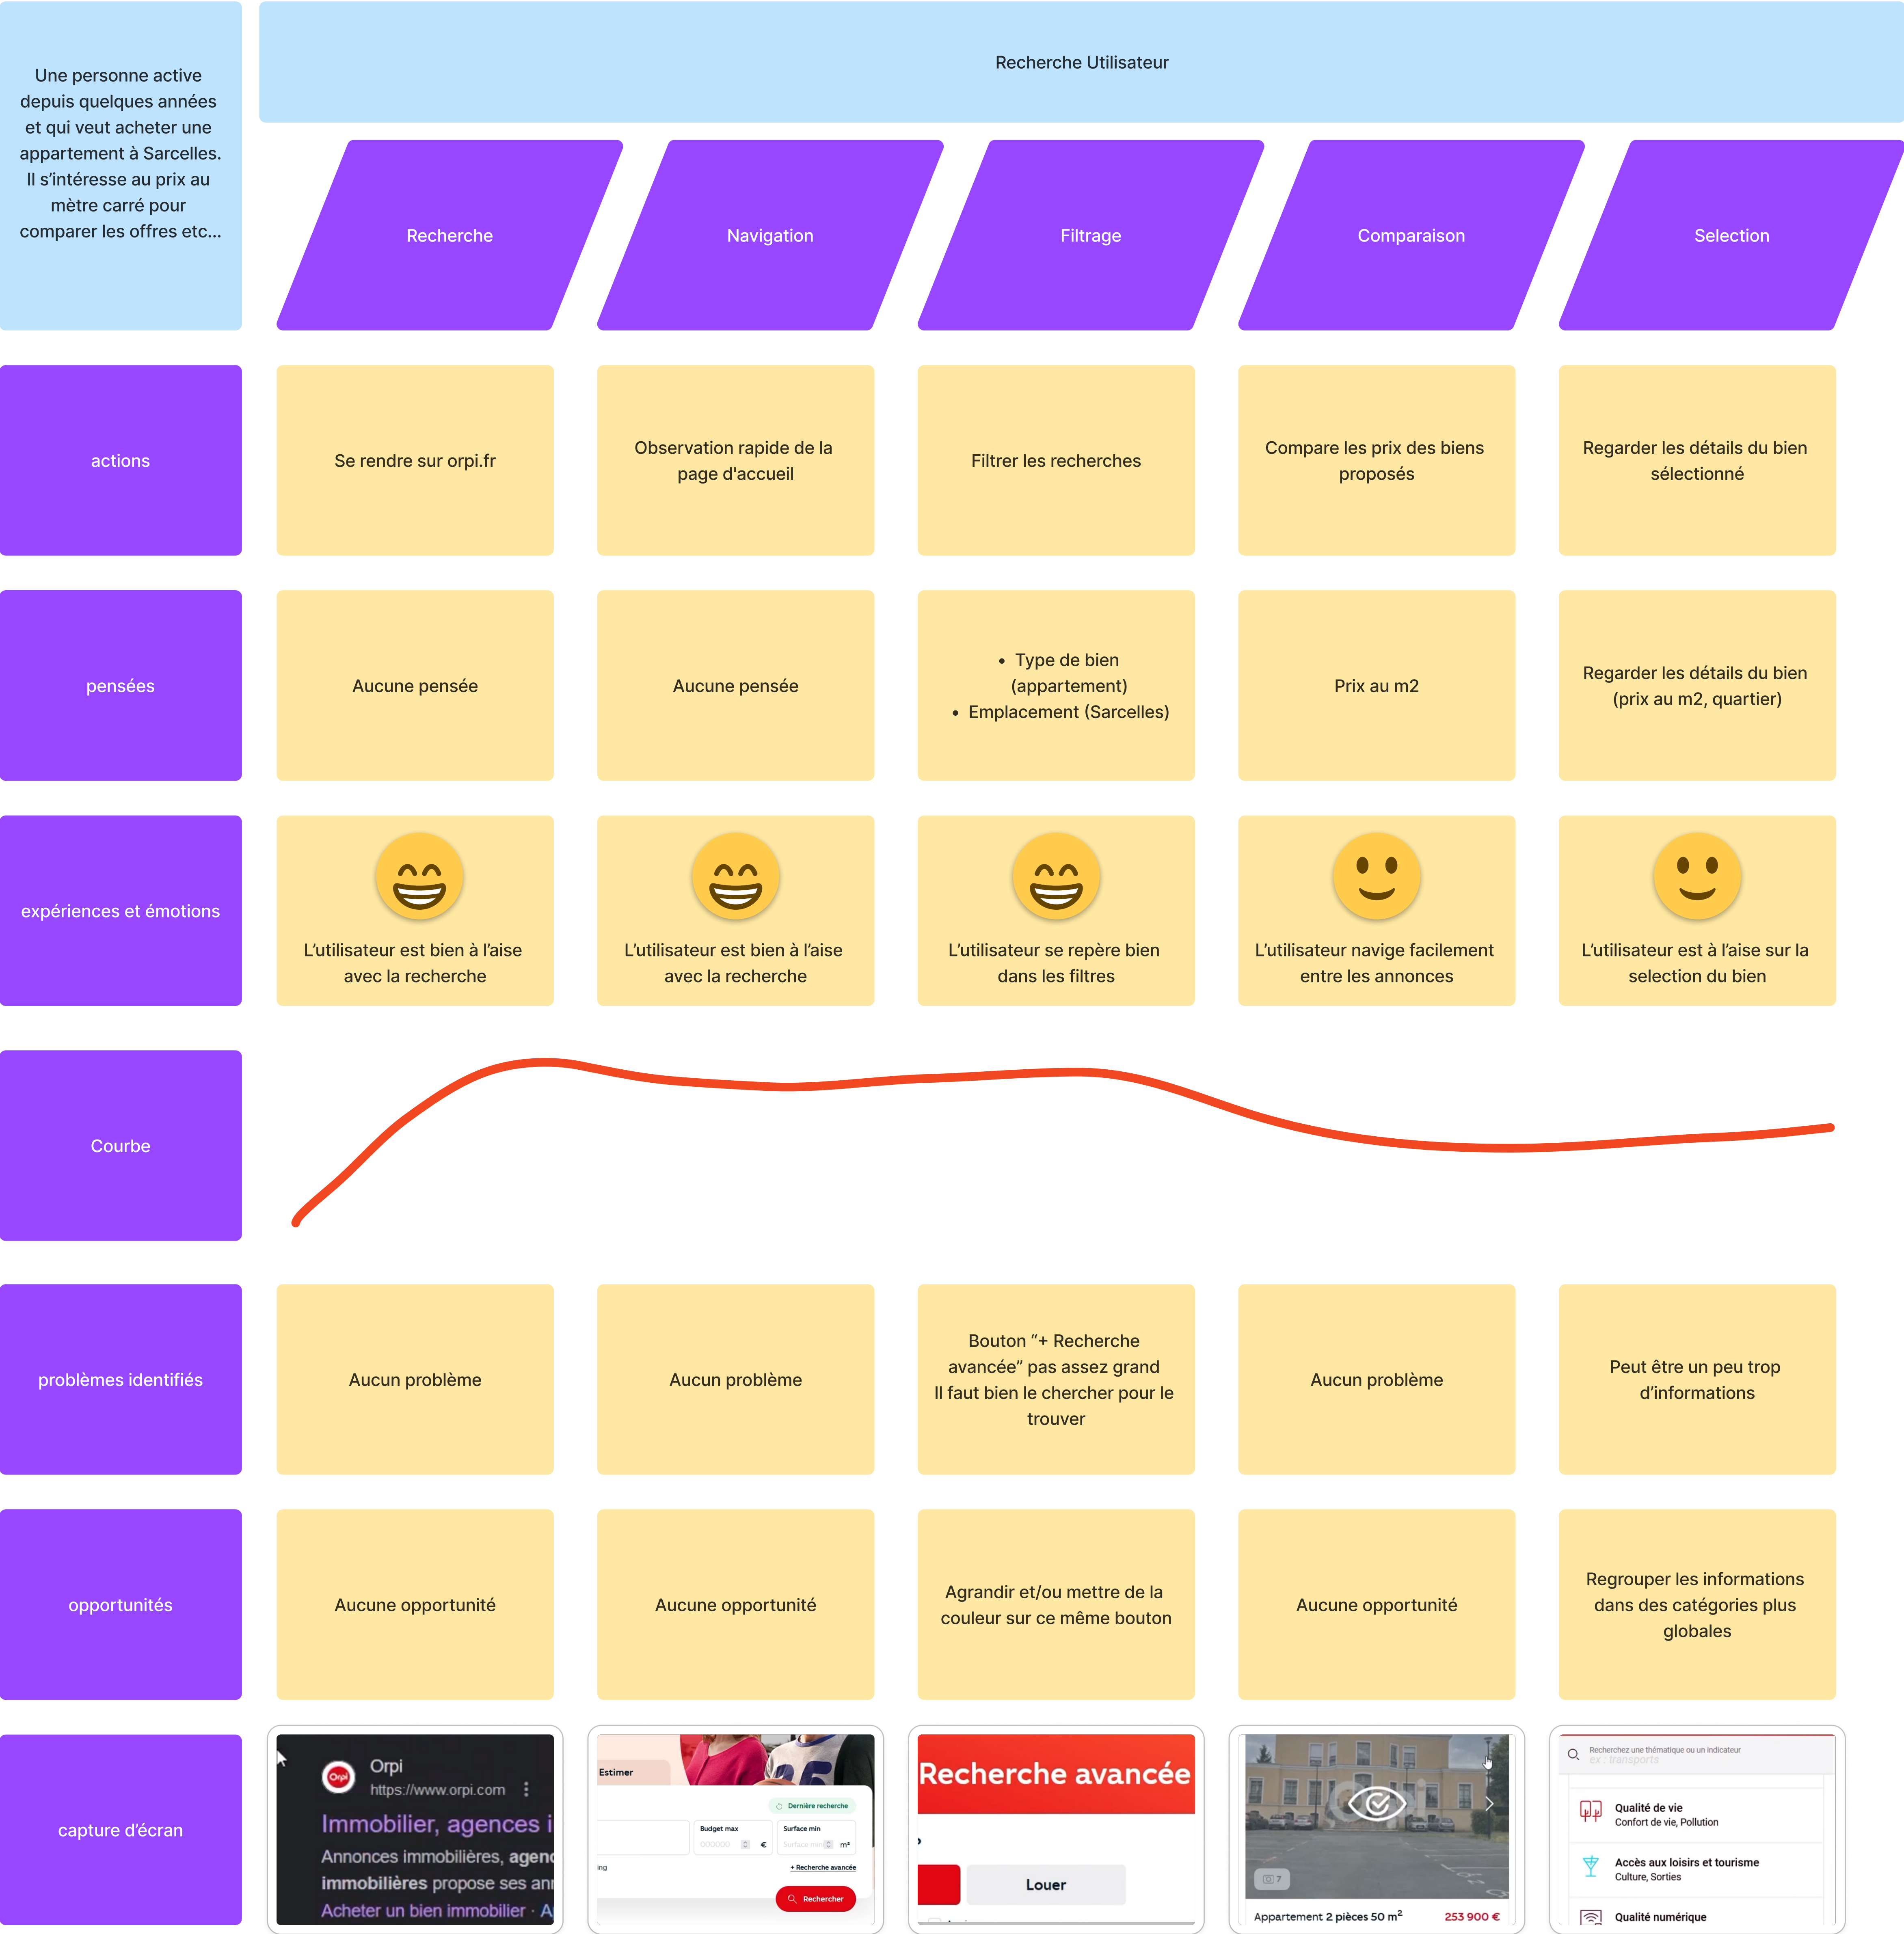 Une personne active
depuis quelques années
et qui veut acheter une
appartement à Sarcelles.
Il s’intéresse au prix au
mètre carré pour
comparer les offres etc...
Recherche Utilisateur
Recherche
Navigation
Filtrage
Comparaison
Selection
actions
Se rendre sur orpi.fr
Observation rapide de la
page d'accueil
Filtrer les recherches
Compare les prix des biens
proposés
Regarder les détails du bien
sélectionné
pensées
Aucune pensée
Aucune pensée
• Type de bien
(appartement)
• Emplacement (Sarcelles)
Prix au m2
Regarder les détails du bien
(prix au m2, quartier)
expériences et émotions
L’utilisateur est bien à l’aise
avec la recherche
L’utilisateur est bien à l’aise
avec la recherche
L’utilisateur se repère bien
dans les filtres
L’utilisateur navige facilement
entre les annonces
L’utilisateur est à l’aise sur la
selection du bien
Courbe
problèmes identifiés
Aucun problème
Aucun problème
Bouton “+ Recherche
avancée” pas assez grand
Il faut bien le chercher pour le
trouver
Aucun problème
Peut être un peu trop
d’informations
opportunités
Aucune opportunité
Aucune opportunité
Agrandir et/ou mettre de la
couleur sur ce même bouton
Aucune opportunité
Regrouper les informations
dans des catégories plus
globales
capture d’écran
Orpi
Orpi
https://www.orpi.com
Immobilier, agences i
Annonces immobilières, agenc
immobilières propose ses ann
Acheter un bien immobilier · A
Estimer
Dernière recherche
Budget max
000000 €
Surface min
Surface min m²
ing
+ Recherche avancée
Rechercher
Recherche avancée
Louer
orpi
7
Appartement 2 pièces 50 m²
253 900 €
Recherchez une thématique ou un indicateur
ex : transports
Qualité de vie
Confort de vie, Pollution
Accès aux loisirs et tourisme
Culture, Sorties
Qualité numérique